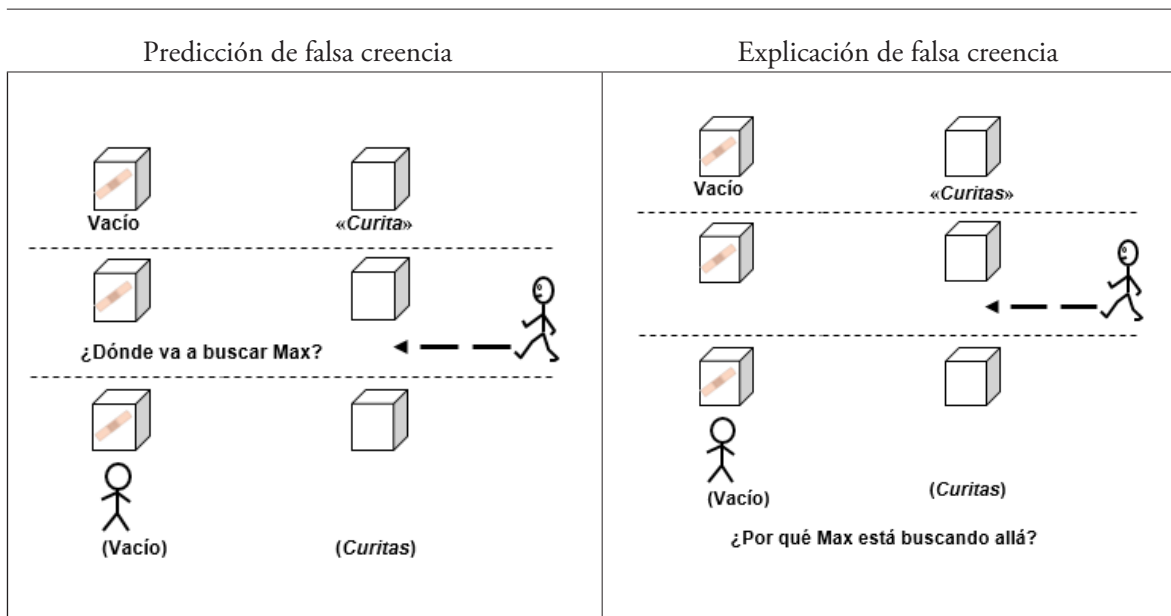 Predicción de falsa creencia
Vacío
«Curita»
¿Dónde va a buscar Max?
(Vacío)
(Curitas)
Explicación de falsa creencia
Vacío
«Curitas»
(Vacío)
(Curitas)
¿Por qué Max está buscando allá?